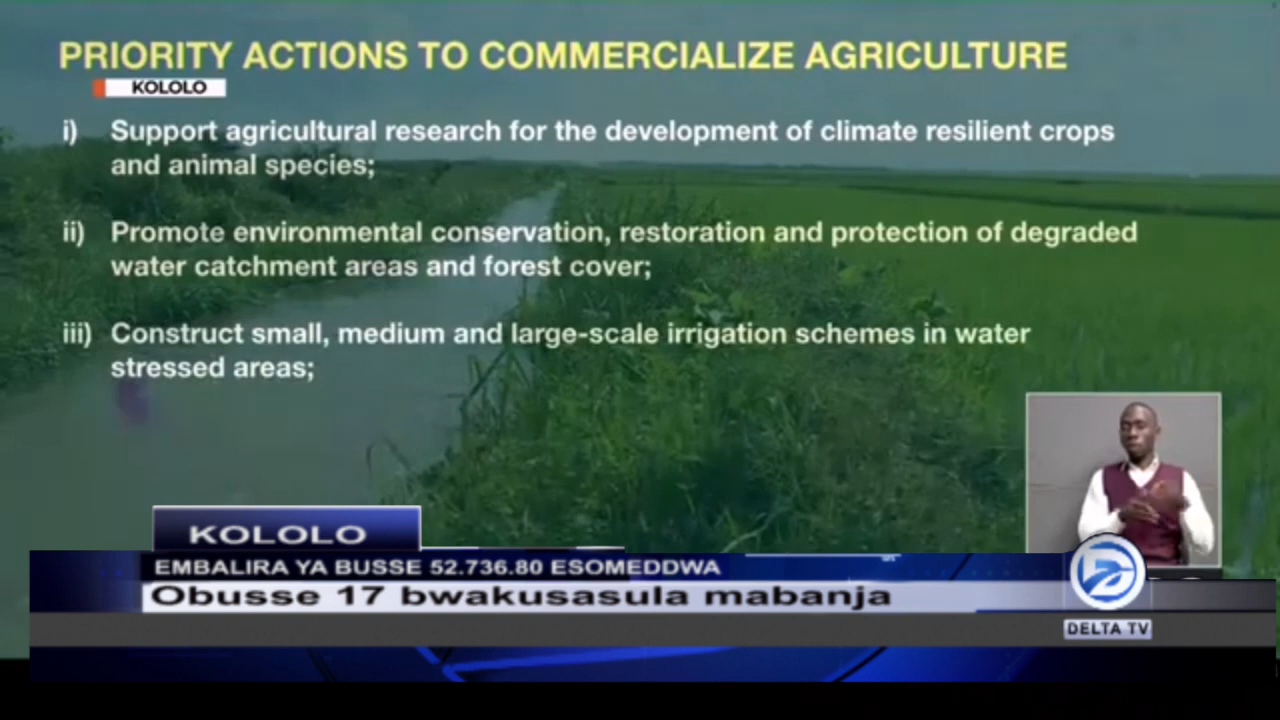 PRIORITY ACTIONS TO COMMERCIALIZE AGRICULTURE
KOLOLO
i) Support agricultural research for the development of climate resilient crops
and animal species;
ii) Promote environmental conservation, restoration and protection of degraded
water catchment areas and forest cover;
iii) Construct small, medium and large-scale irrigation schemes in water
stressed areas;
KOLOLO
EMBALIRA YA BUSSE 52.736.80 ESOMEDDWA
Obusse 17 bwakusasula mabanja
DELTA TV